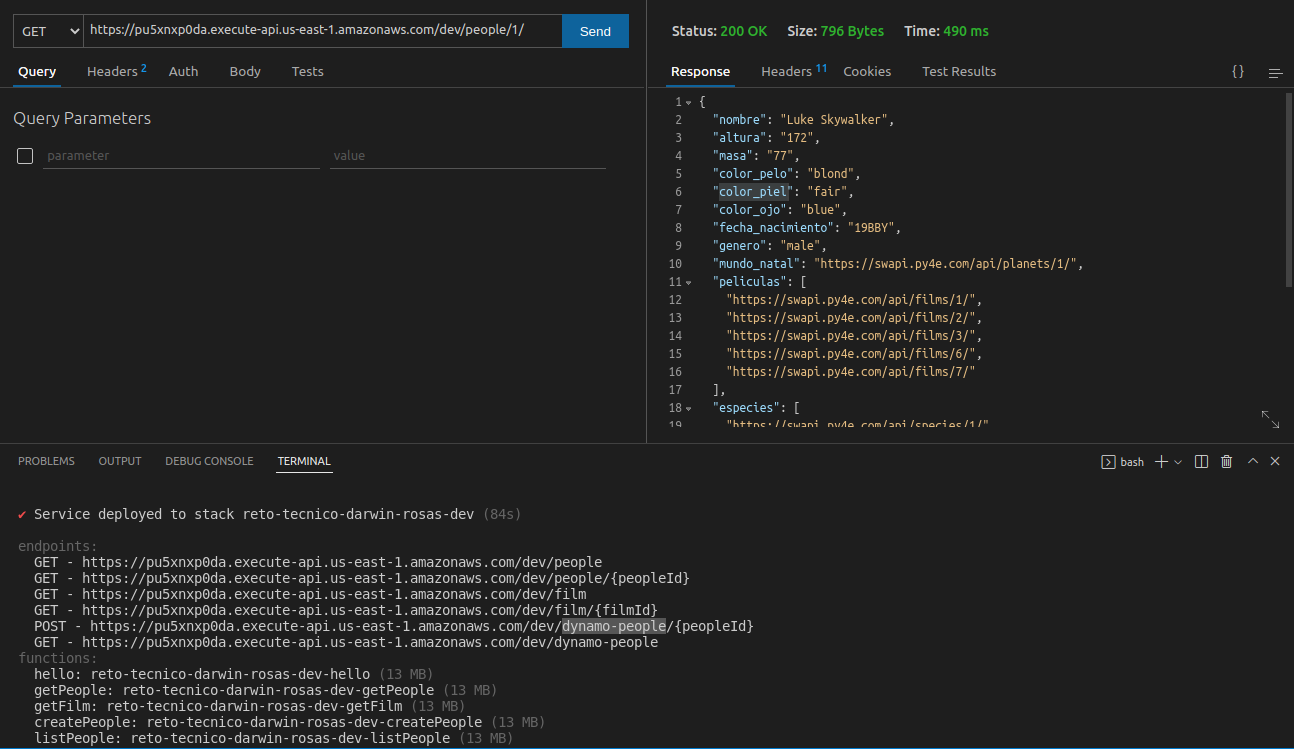 GET
https://pu5xnxp0da.execute-api.us-east-1.amazonaws.com/dev/people/1/
Send
Query
Headers 2
Auth
Body
Tests
Query Parameters
parameter
value
Status: 200 OK Size: 796 Bytes Time: 490 ms
Response
Headers 11
Cookies
Test Results
{}
1 {
2 "nombre": "Luke Skywalker",
3 "altura": "172",
4 "masa": "77",
5 "color_pelo": "blond",
6 "color_piel": "fair",
7 "color_ojo": "blue",
8 "fecha_nacimiento": "19BBY",
9 "genero": "male",
10 "mundo_natal": "https://swapi.py4e.com/api/planets/1/",
11 "peliculas": [
12 "https://swapi.py4e.com/api/films/1/",
13 "https://swapi.py4e.com/api/films/2/",
14 "https://swapi.py4e.com/api/films/3/",
15 "https://swapi.py4e.com/api/films/6/",
16 "https://swapi.py4e.com/api/films/7/"
17 ],
18 "especies": [
19 "https://swapi.py4e.com/api/species/1/"
PROBLEMS
OUTPUT
DEBUG CONSOLE
TERMINAL
bash
✔ Service deployed to stack reto-tecnico-darwin-rosas-dev (84s)
endpoints:
GET - https://pu5xnxp0da.execute-api.us-east-1.amazonaws.com/dev/people
GET - https://pu5xnxp0da.execute-api.us-east-1.amazonaws.com/dev/people/{peopleId}
GET - https://pu5xnxp0da.execute-api.us-east-1.amazonaws.com/dev/film
GET - https://pu5xnxp0da.execute-api.us-east-1.amazonaws.com/dev/film/{filmId}
POST - https://pu5xnxp0da.execute-api.us-east-1.amazonaws.com/dev/dynamo-people/{peopleId}
GET - https://pu5xnxp0da.execute-api.us-east-1.amazonaws.com/dev/dynamo-people
functions:
hello: reto-tecnico-darwin-rosas-dev-hello (13 MB)
getPeople: reto-tecnico-darwin-rosas-dev-getPeople (13 MB)
getFilm: reto-tecnico-darwin-rosas-dev-getFilm (13 MB)
createPeople: reto-tecnico-darwin-rosas-dev-createPeople (13 MB)
listPeople: reto-tecnico-darwin-rosas-dev-listPeople (13 MB)